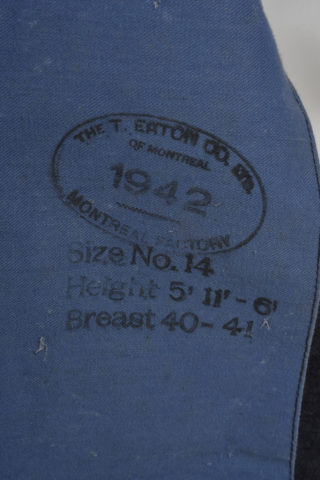 THE T. EATON CO. LTD.
OF MONTREAL
1942
MONTREAL FACTORY
Size No. 14
Height 5' 11' - 6'
Breast 40 - 41